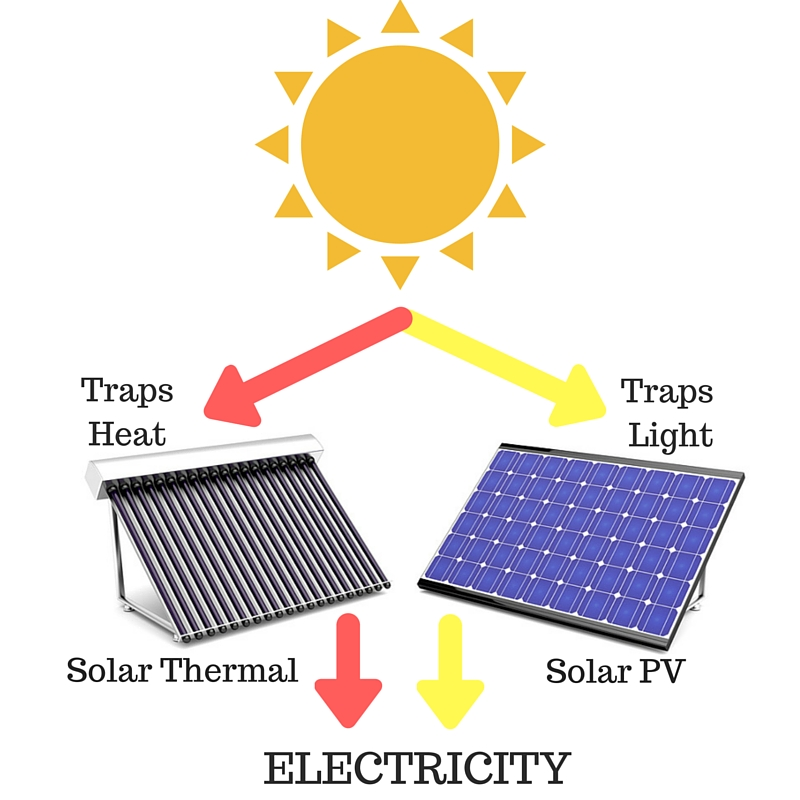 Traps
Heat
Traps
Light
Solar Thermal
Solar PV
ELECTRICITY